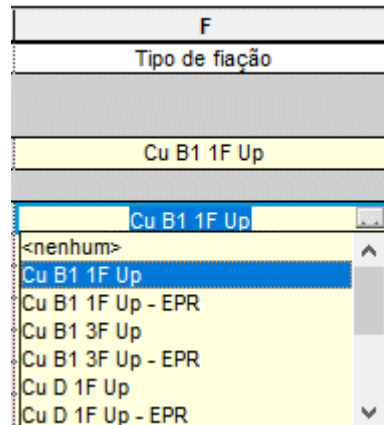 F
Tipo de fiação
Cu B1 1F Up
Cu B1 1F Up
<nenhum>
Cu B1 1F Up
Cu B1 1F Up - EPR
Cu B1 3F Up
Cu B1 3F Up - EPR
Cu D 1F Up
Cu D 1F Up - EPR